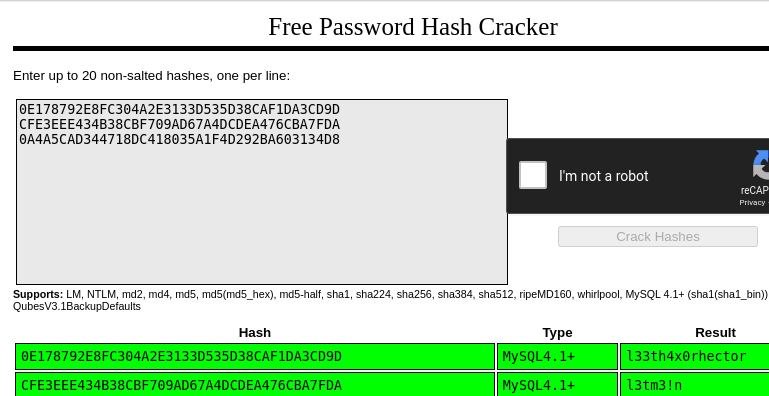 Free Password Hash Cracker
Enter up to 20 non-salted hashes, one per line:
0E178792E8FC304A2E3133D535D38CAF1DA3CD9D
CFE3EEE434B38CBF709AD67A4DCDEA476CBA7FDA
0A4A5CAD344718DC418035A1F4D292BA603134D8
I'm not a robot
reCAP
Privacy
Crack Hashes
Supports: LM, NTLM, md2, md4, md5, md5(md5_hex), md5-half, sha1, sha224, sha256, sha384, sha512, ripeMD160, whirlpool, MySQL 4.1+ (sha1(sha1_bin))
QubesV3.1BackupDefaults
Hash Type Result
0E178792E8FC304A2E3133D535D38CAF1DA3CD9D MySQL4.1+ l33th4x0rhector
CFE3EEE434B38CBF709AD67A4DCDEA476CBA7FDA MySQL4.1+ l3tm3!n